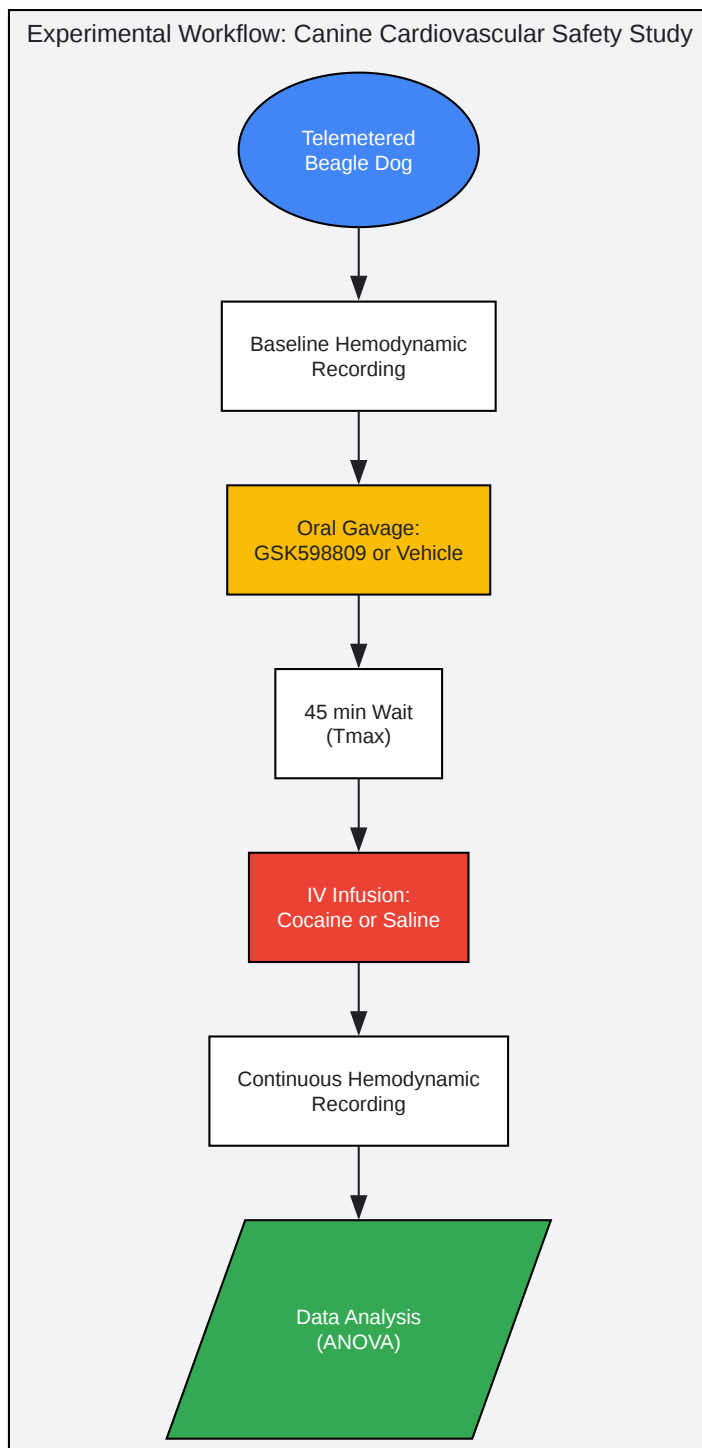 Experimental Workflow: Canine Cardiovascular Safety Study
Telemetered
Beagle Dog
Baseline Hemodynamic
Recording
Oral Gavage:
GSK598809 or Vehicle
45 min Wait
(Tmax)
IV Infusion:
Cocaine or Saline
Continuous Hemodynamic
Recording
Data Analysis
(ANOVA)